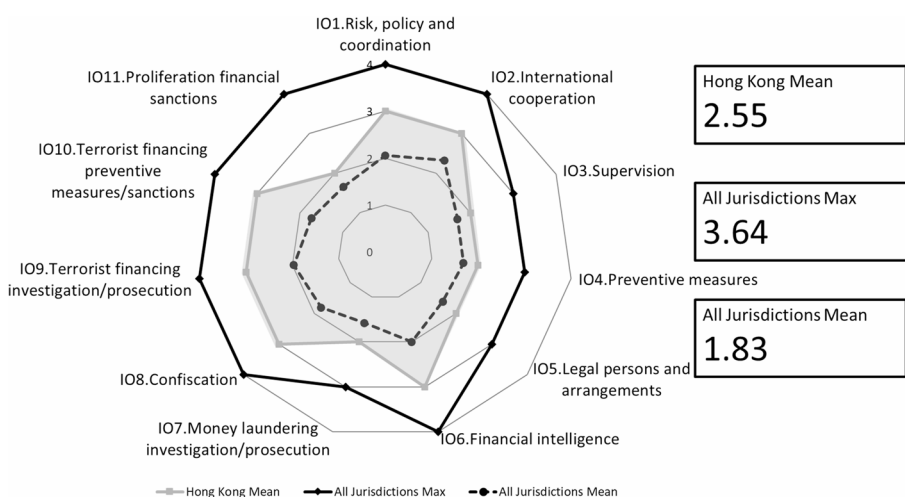 IO1.Risk, policy and
coordination
IO11.Proliferation financial
sanctions
IO2.International
cooperation
IO10.Terrorist financing
preventive
measures/sanctions
IO3.Supervision
IO9.Terrorist financing
investigation/prosecution
IO4.Preventive measures
IO8.Confiscation
IO5.Legal persons and
arrangements
IO7.Money laundering
investigation/prosecution
IO6.Financial intelligence
4
3
2
1
0
Hong Kong Mean
2.55
All Jurisdictions Max
3.64
All Jurisdictions Mean
1.83
Hong Kong Mean
All Jurisdictions Max
All Jurisdictions Mean